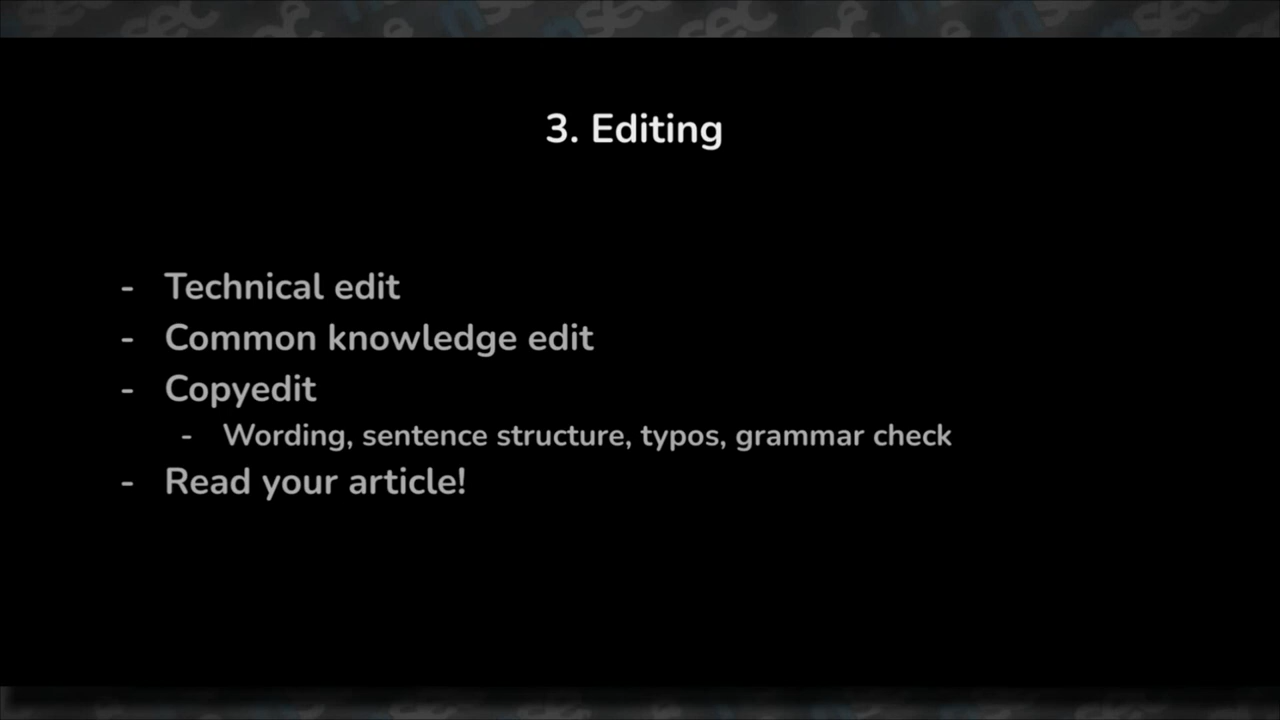 3. Editing
- Technical edit
- Common knowledge edit
- Copyedit
- Wording, sentence structure, typos, grammar check
- Read your article!